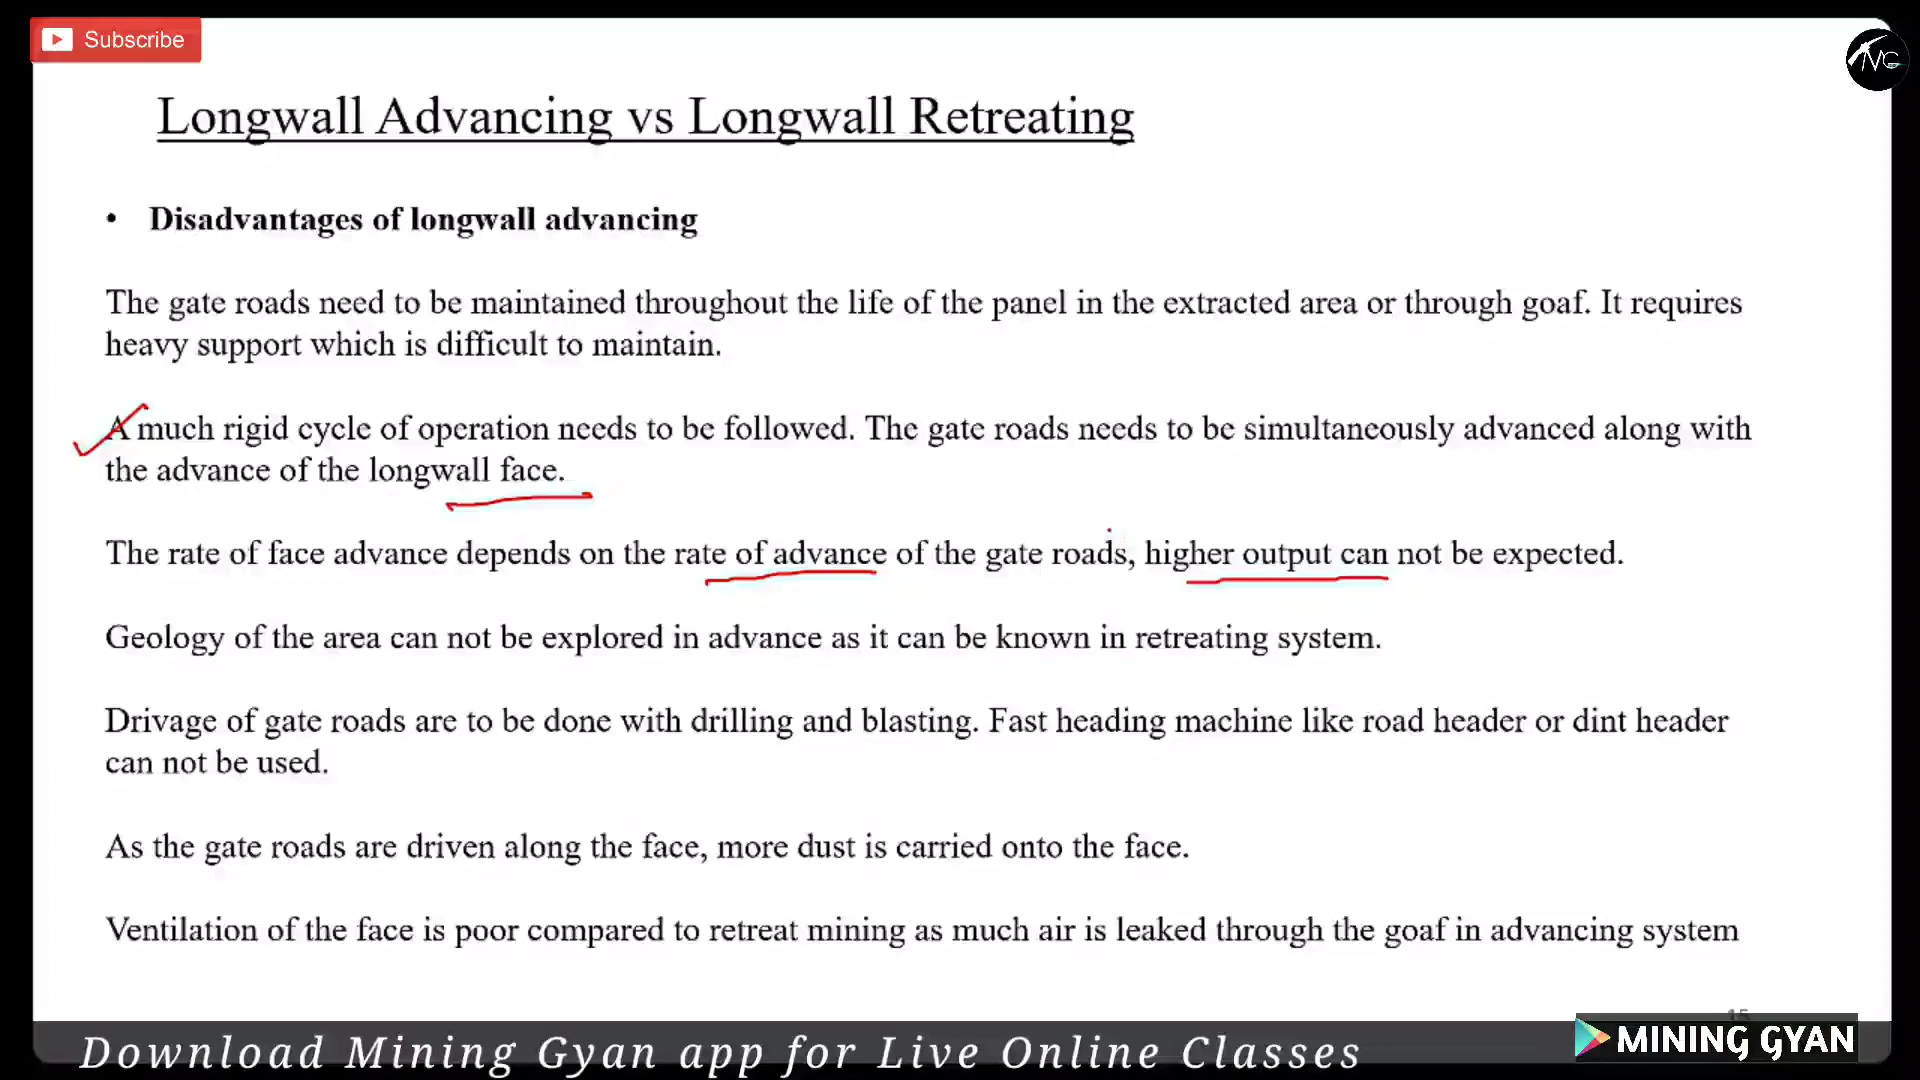 Subscribe
Longwall Advancing vs Longwall Retreating
• Disadvantages of longwall advancing
The gate roads need to be maintained throughout the life of the panel in the extracted area or through goaf. It requires
heavy support which is difficult to maintain.
A much rigid cycle of operation needs to be followed. The gate roads needs to be simultaneously advanced along with
the advance of the longwall face.
The rate of face advance depends on the rate of advance of the gate roads, higher output can not be expected.
Geology of the area can not be explored in advance as it can be known in retreating system.
Drivage of gate roads are to be done with drilling and blasting. Fast heading machine like road header or dint header
can not be used.
As the gate roads are driven along the face, more dust is carried onto the face.
Ventilation of the face is poor compared to retreat mining as much air is leaked through the goaf in advancing system
Download Mining Gyan app for Live Online Classes
MINING GYAN